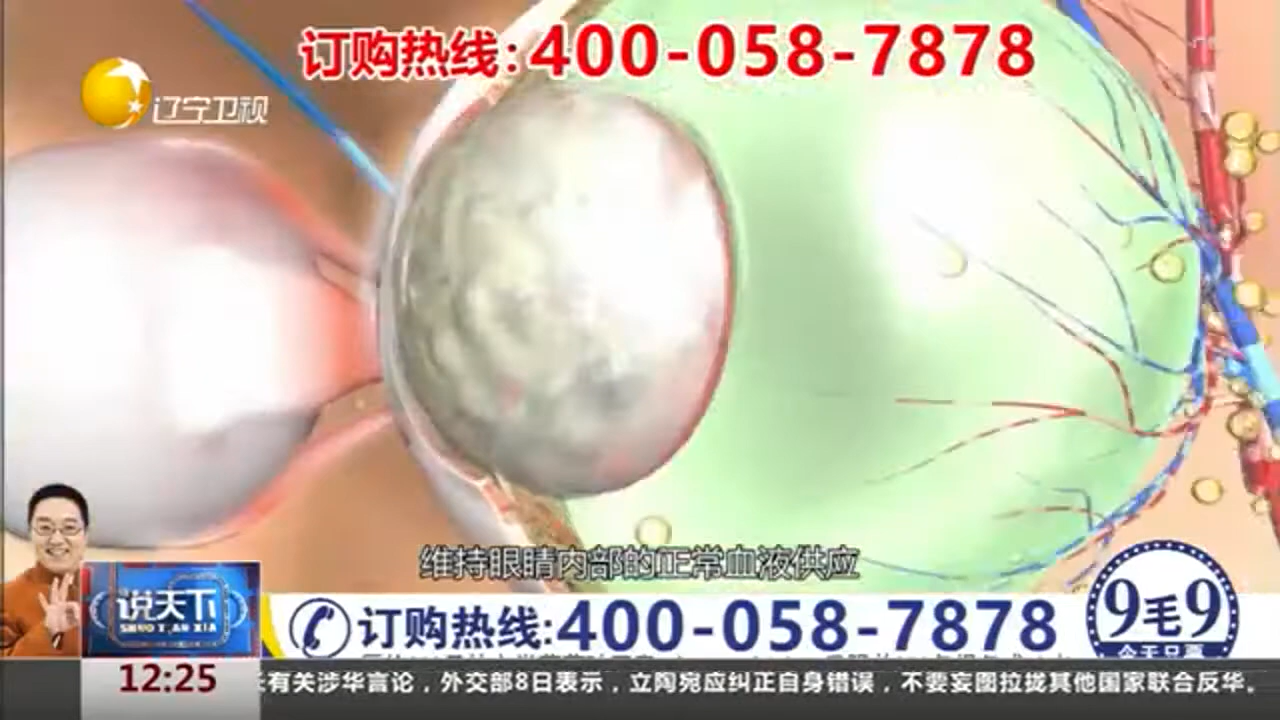 订购热线:400-058-7878
辽宁卫视
维持眼睛内部的正常血液供应
说天下
SHUO TIAN XIA
订购热线:400-058-7878
9毛9
今天只要
12:25
有关涉华言论，外交部8日表示，立陶宛应纠正自身错误，不要妄图拉拢其他国家联合反华。